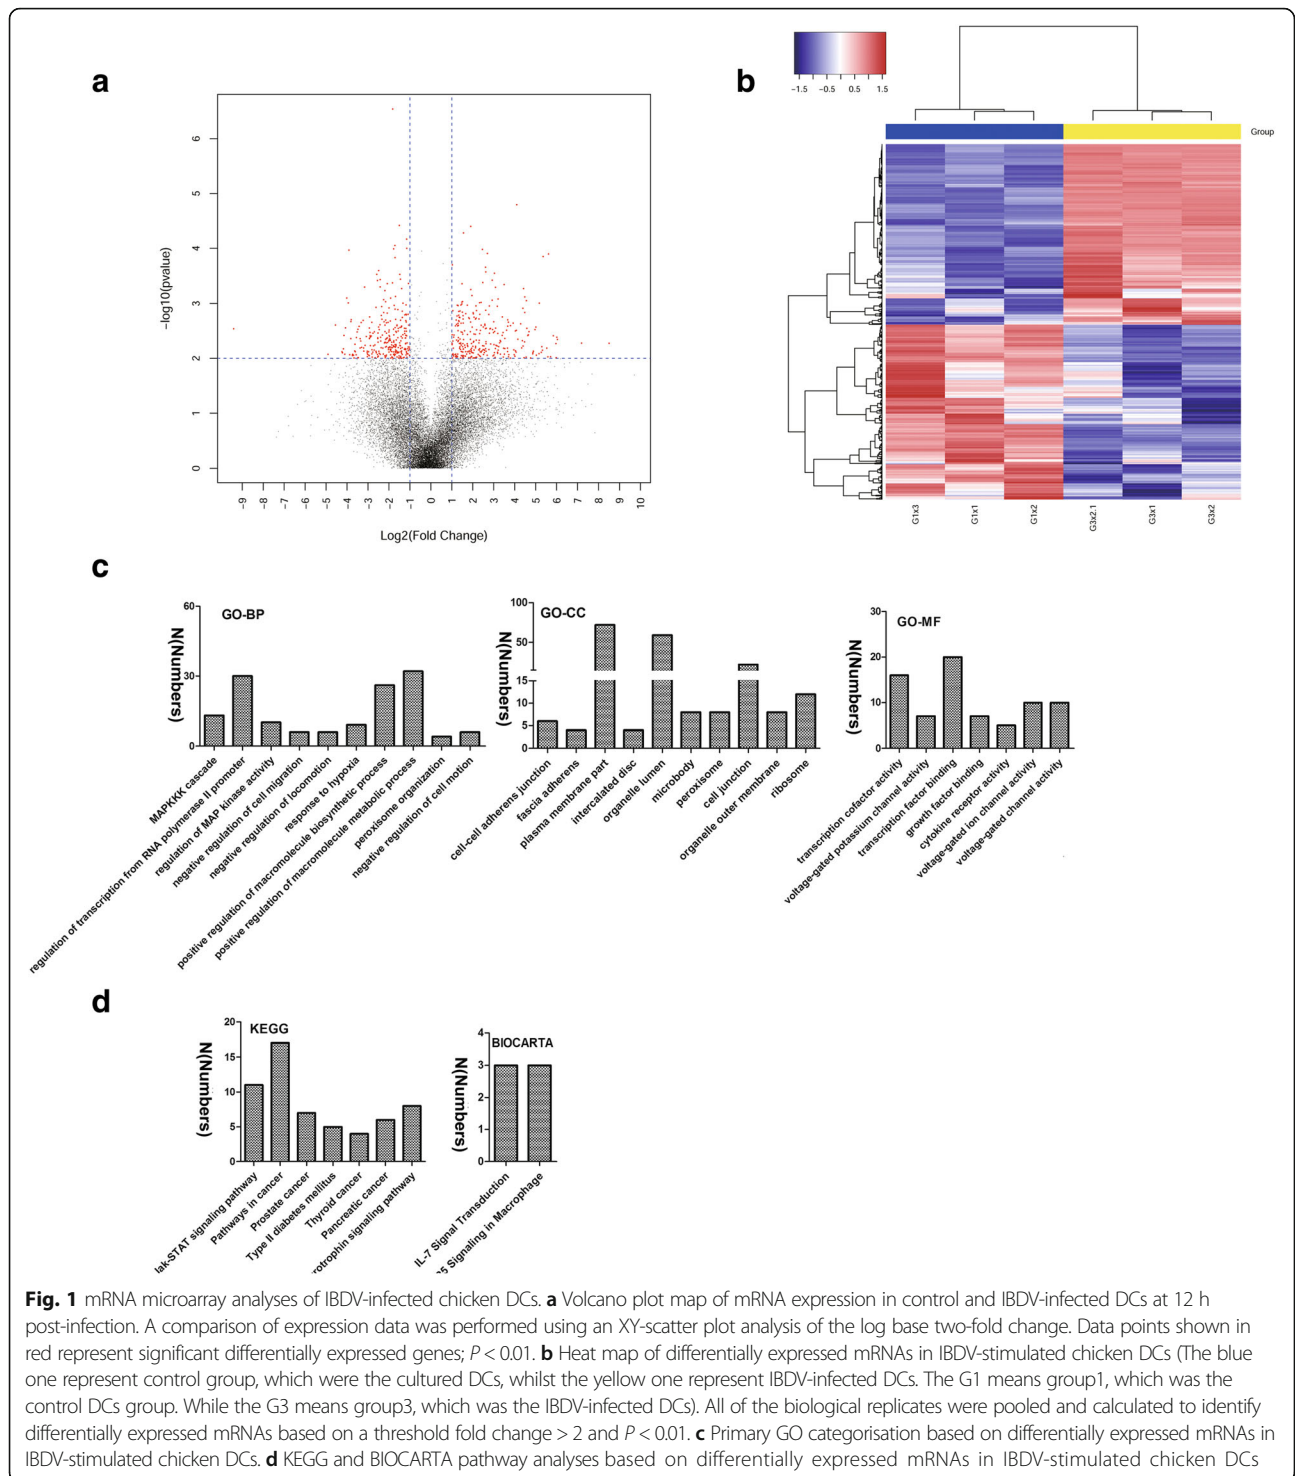 a
−log10(pvalue)
6
5
4
3
2
1
0
−9
−8
−7
−6
−5
−4
−3
−2
−1
0
1
2
3
4
5
6
7
8
9
10
Log2(Fold Change)
b
−1.5 −0.5 0.5 1.5
Group
G1x3
G1x1
G1x2
G3x2.1
G3x1
G3x2
c
GO-BP
N(Numbers)
60
30
0
MAPKKK cascade
regulation of transcription from RNA polymerase II promoter
regulation of MAP kinase activity
negative regulation of cell migration
negative regulation of locomotion
response to hypoxia
positive regulation of macromolecule biosynthetic process
positive regulation of macromolecule metabolic process
peroxisome organization
negative regulation of cell motion
GO-CC
N(Numbers)
100
50
15
10
5
0
cell-cell adherens junction
fascia adherens
plasma membrane part
intercalated disc
organelle lumen
microbody
peroxisome
cell junction
organelle outer membrane
ribosome
GO-MF
N(Numbers)
30
20
10
0
transcription cofactor activity
voltage-gated potassium channel activity
transcription factor binding
growth factor binding
cytokine receptor activity
voltage-gated ion channel activity
voltage-gated channel activity
d
KEGG
N(Numbers)
20
15
10
5
0
Jak-STAT signaling pathway
Pathways in cancer
Prostate cancer
Type II diabetes mellitus
Thyroid cancer
Pancreatic cancer
rotrophin signaling pathway
BIOCARTA
N(Numbers)
4
3
2
1
0
IL-7 Signal Transduction
Signaling in Macrophage
Fig. 1 mRNA microarray analyses of IBDV-infected chicken DCs. a Volcano plot map of mRNA expression in control and IBDV-infected DCs at 12 h
post-infection. A comparison of expression data was performed using an XY-scatter plot analysis of the log base two-fold change. Data points shown in
red represent significant differentially expressed genes; P < 0.01. b Heat map of differentially expressed mRNAs in IBDV-stimulated chicken DCs (The blue
one represent control group, which were the cultured DCs, whilst the yellow one represent IBDV-infected DCs. The G1 means group1, which was the
control DCs group. While the G3 means group3, which was the IBDV-infected DCs). All of the biological replicates were pooled and calculated to identify
differentially expressed mRNAs based on a threshold fold change > 2 and P < 0.01. c Primary GO categorisation based on differentially expressed mRNAs in
IBDV-stimulated chicken DCs. d KEGG and BIOCARTA pathway analyses based on differentially expressed mRNAs in IBDV-stimulated chicken DCs